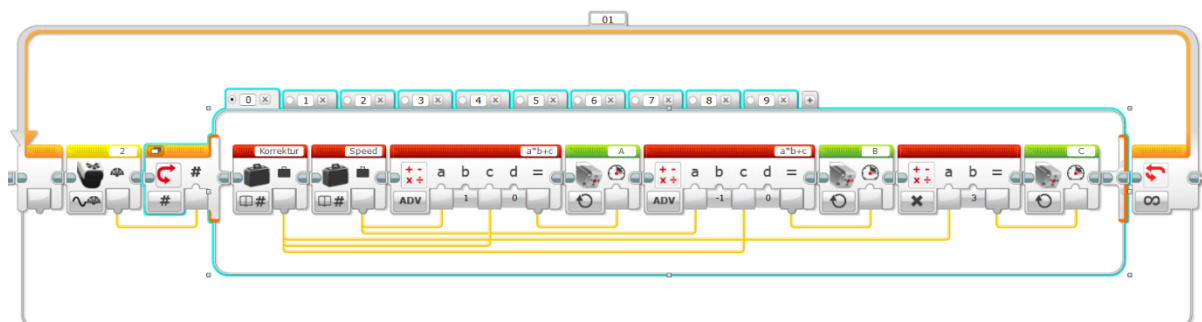 01
0 1 2 3 4 5 6 7 8 9 +
2 Korrektur Speed a*b+c A a*b+c B C
# a b c d = a b c d = a b =
# # ADV 1 0 ADV -1 0 3 ∞